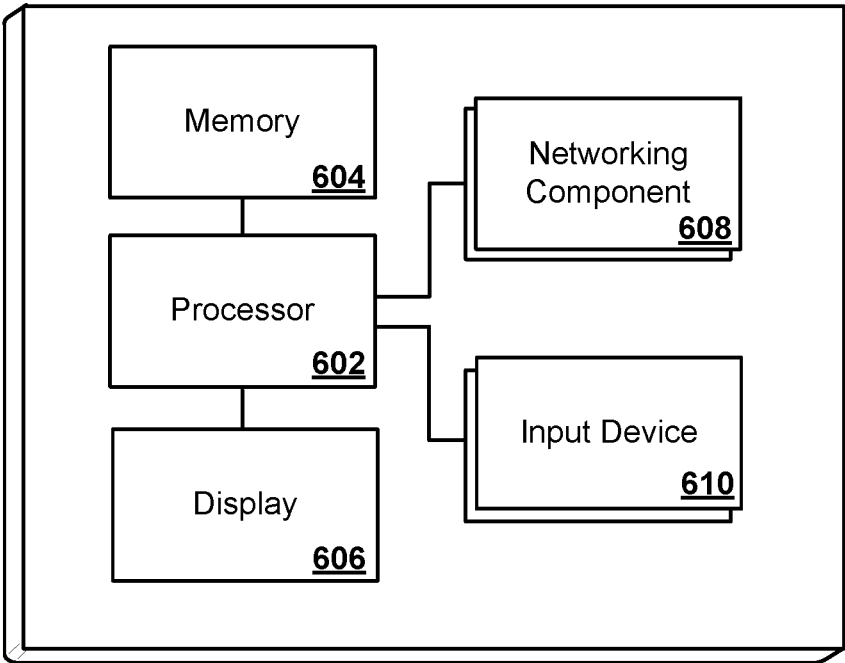 Memory
604
Networking
Component
608
Processor
602
Input Device
610
Display
606